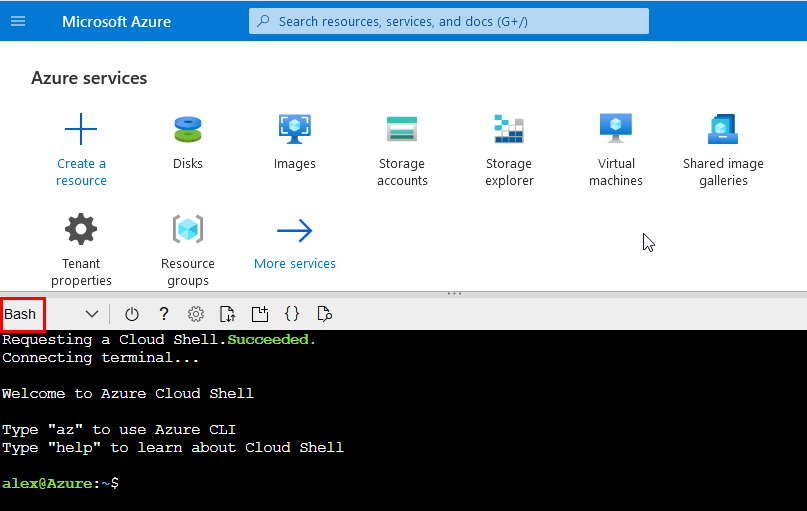 Microsoft Azure
Search resources, services, and docs (G+/)
Azure services
Create a
resource
Disks
Images
Storage
accounts
Storage
explorer
Virtual
machines
Shared image
galleries
Tenant
properties
Resource
groups
More services
Bash
?
{}
Requesting a Cloud Shell.Succeeded.
Connecting terminal...
Welcome to Azure Cloud Shell
Type "az" to use Azure CLI
Type "help" to learn about Cloud Shell
alex@Azure:~$